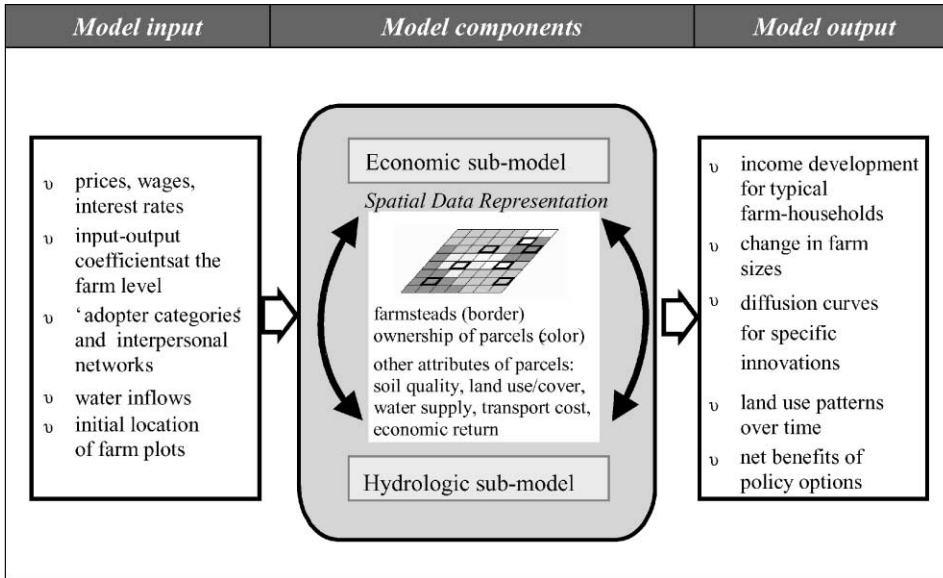 Model input
Model components
Model output
υ prices, wages,
interest rates
υ input-output
coefficientsat the
farm level
υ ‘adopter categories’
and interpersonal
networks
υ water inflows
υ initial location
of farm plots
Economic sub-model
Spatial Data Representation
farmsteads (border)
ownership of parcels (color)
other attributes of parcels:
soil quality, land use/cover,
water supply, transport cost,
economic return
Hydrologic sub-model
υ income development
for typical
farm-households
υ change in farm
sizes
υ diffusion curves
for specific
innovations
υ land use patterns
over time
υ net benefits of
policy options